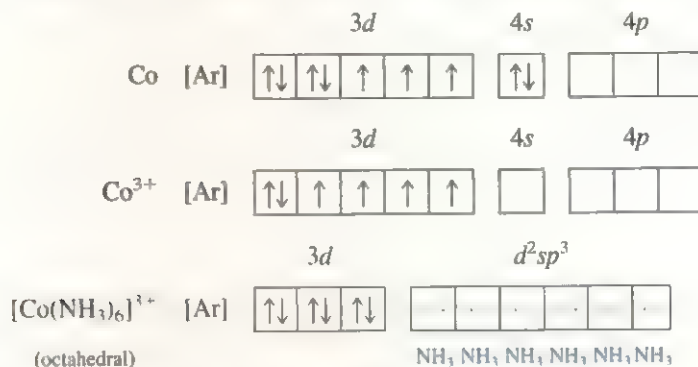 3d 4s 4p
Co [Ar] ↑↓ ↑↓ ↑ ↑ ↑ ↑↓
3d 4s 4p
Co³⁺ [Ar] ↑↓ ↑ ↑ ↑ ↑
3d d²sp³
[Co(NH₃)₆]³⁺ [Ar] ↑↓ ↑↓ ↑↓
(octahedral) NH₃ NH₃ NH₃ NH₃ NH₃ NH₃